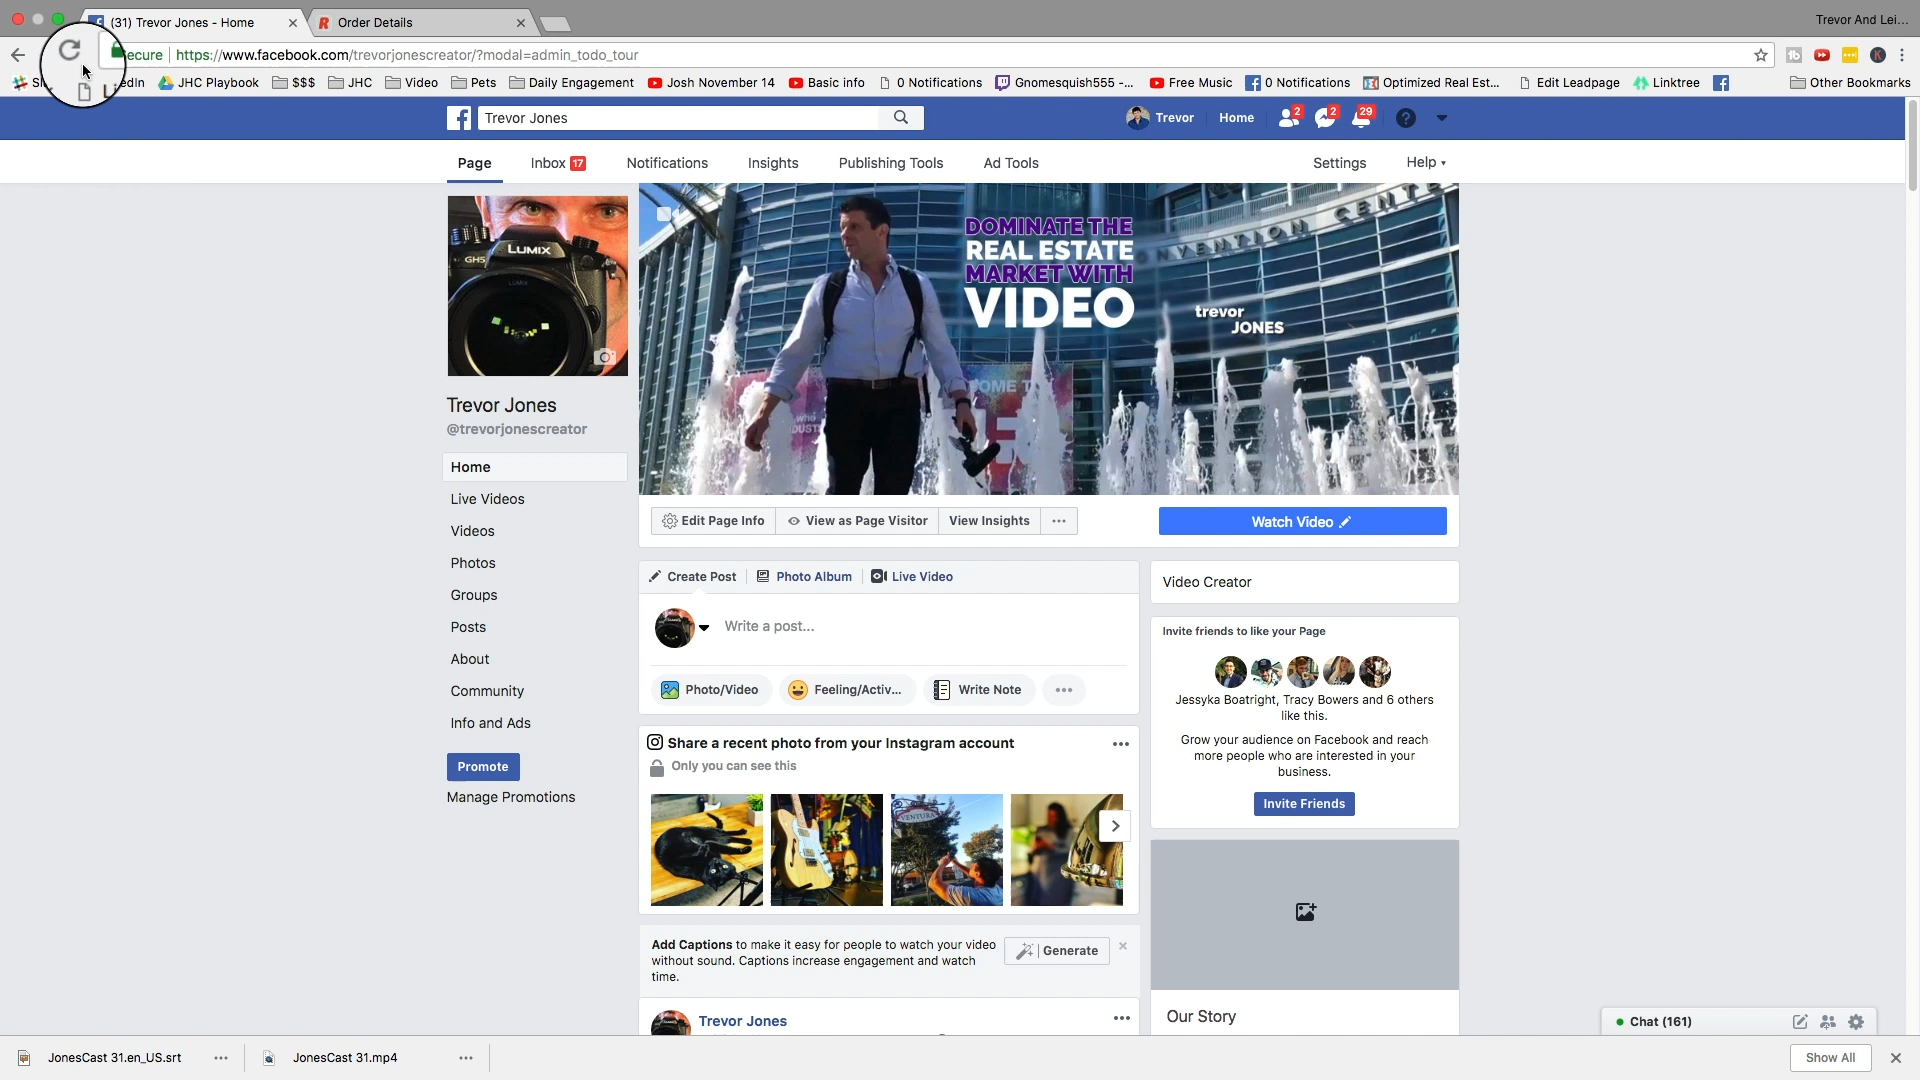 (31) Trevor Jones - Home
Order Details
Trevor And Lei...
ecure
https://www.facebook.com/trevorjonescreator/?modal=admin_todo_tour
JHC Playbook
$$$
JHC
Video
Pets
Daily Engagement
Josh November 14
Basic info
0 Notifications
Gnomesquish555 -...
Free Music
0 Notifications
Optimized Real Est...
Edit Leadpage
Linktree
Other Bookmarks
Trevor Jones
Trevor
Home
2
2
29
Page
Inbox 17
Notifications
Insights
Publishing Tools
Ad Tools
Settings
Help
LUMIX
GH5
LUMIX
DOMINATE THE
REAL ESTATE
MARKET WITH
VIDEO
trevor
JONES
NVENTION CENTE
Trevor Jones
@trevorjonescreator
Home
Live Videos
Videos
Photos
Groups
Posts
About
Community
Info and Ads
Promote
Manage Promotions
Edit Page Info
View as Page Visitor
View Insights
Watch Video
Create Post
Photo Album
Live Video
Write a post...
Photo/Video
Feeling/Activ...
Write Note
Share a recent photo from your Instagram account
Only you can see this
VENTURA
Add Captions to make it easy for people to watch your video
without sound. Captions increase engagement and watch
time.
Generate
Trevor Jones
Video Creator
Invite friends to like your Page
Jessyka Boatright, Tracy Bowers and 6 others
like this.
Grow your audience on Facebook and reach
more people who are interested in your
business.
Invite Friends
Our Story
Chat (161)
JonesCast 31.en_US.srt
JonesCast 31.mp4
Show All